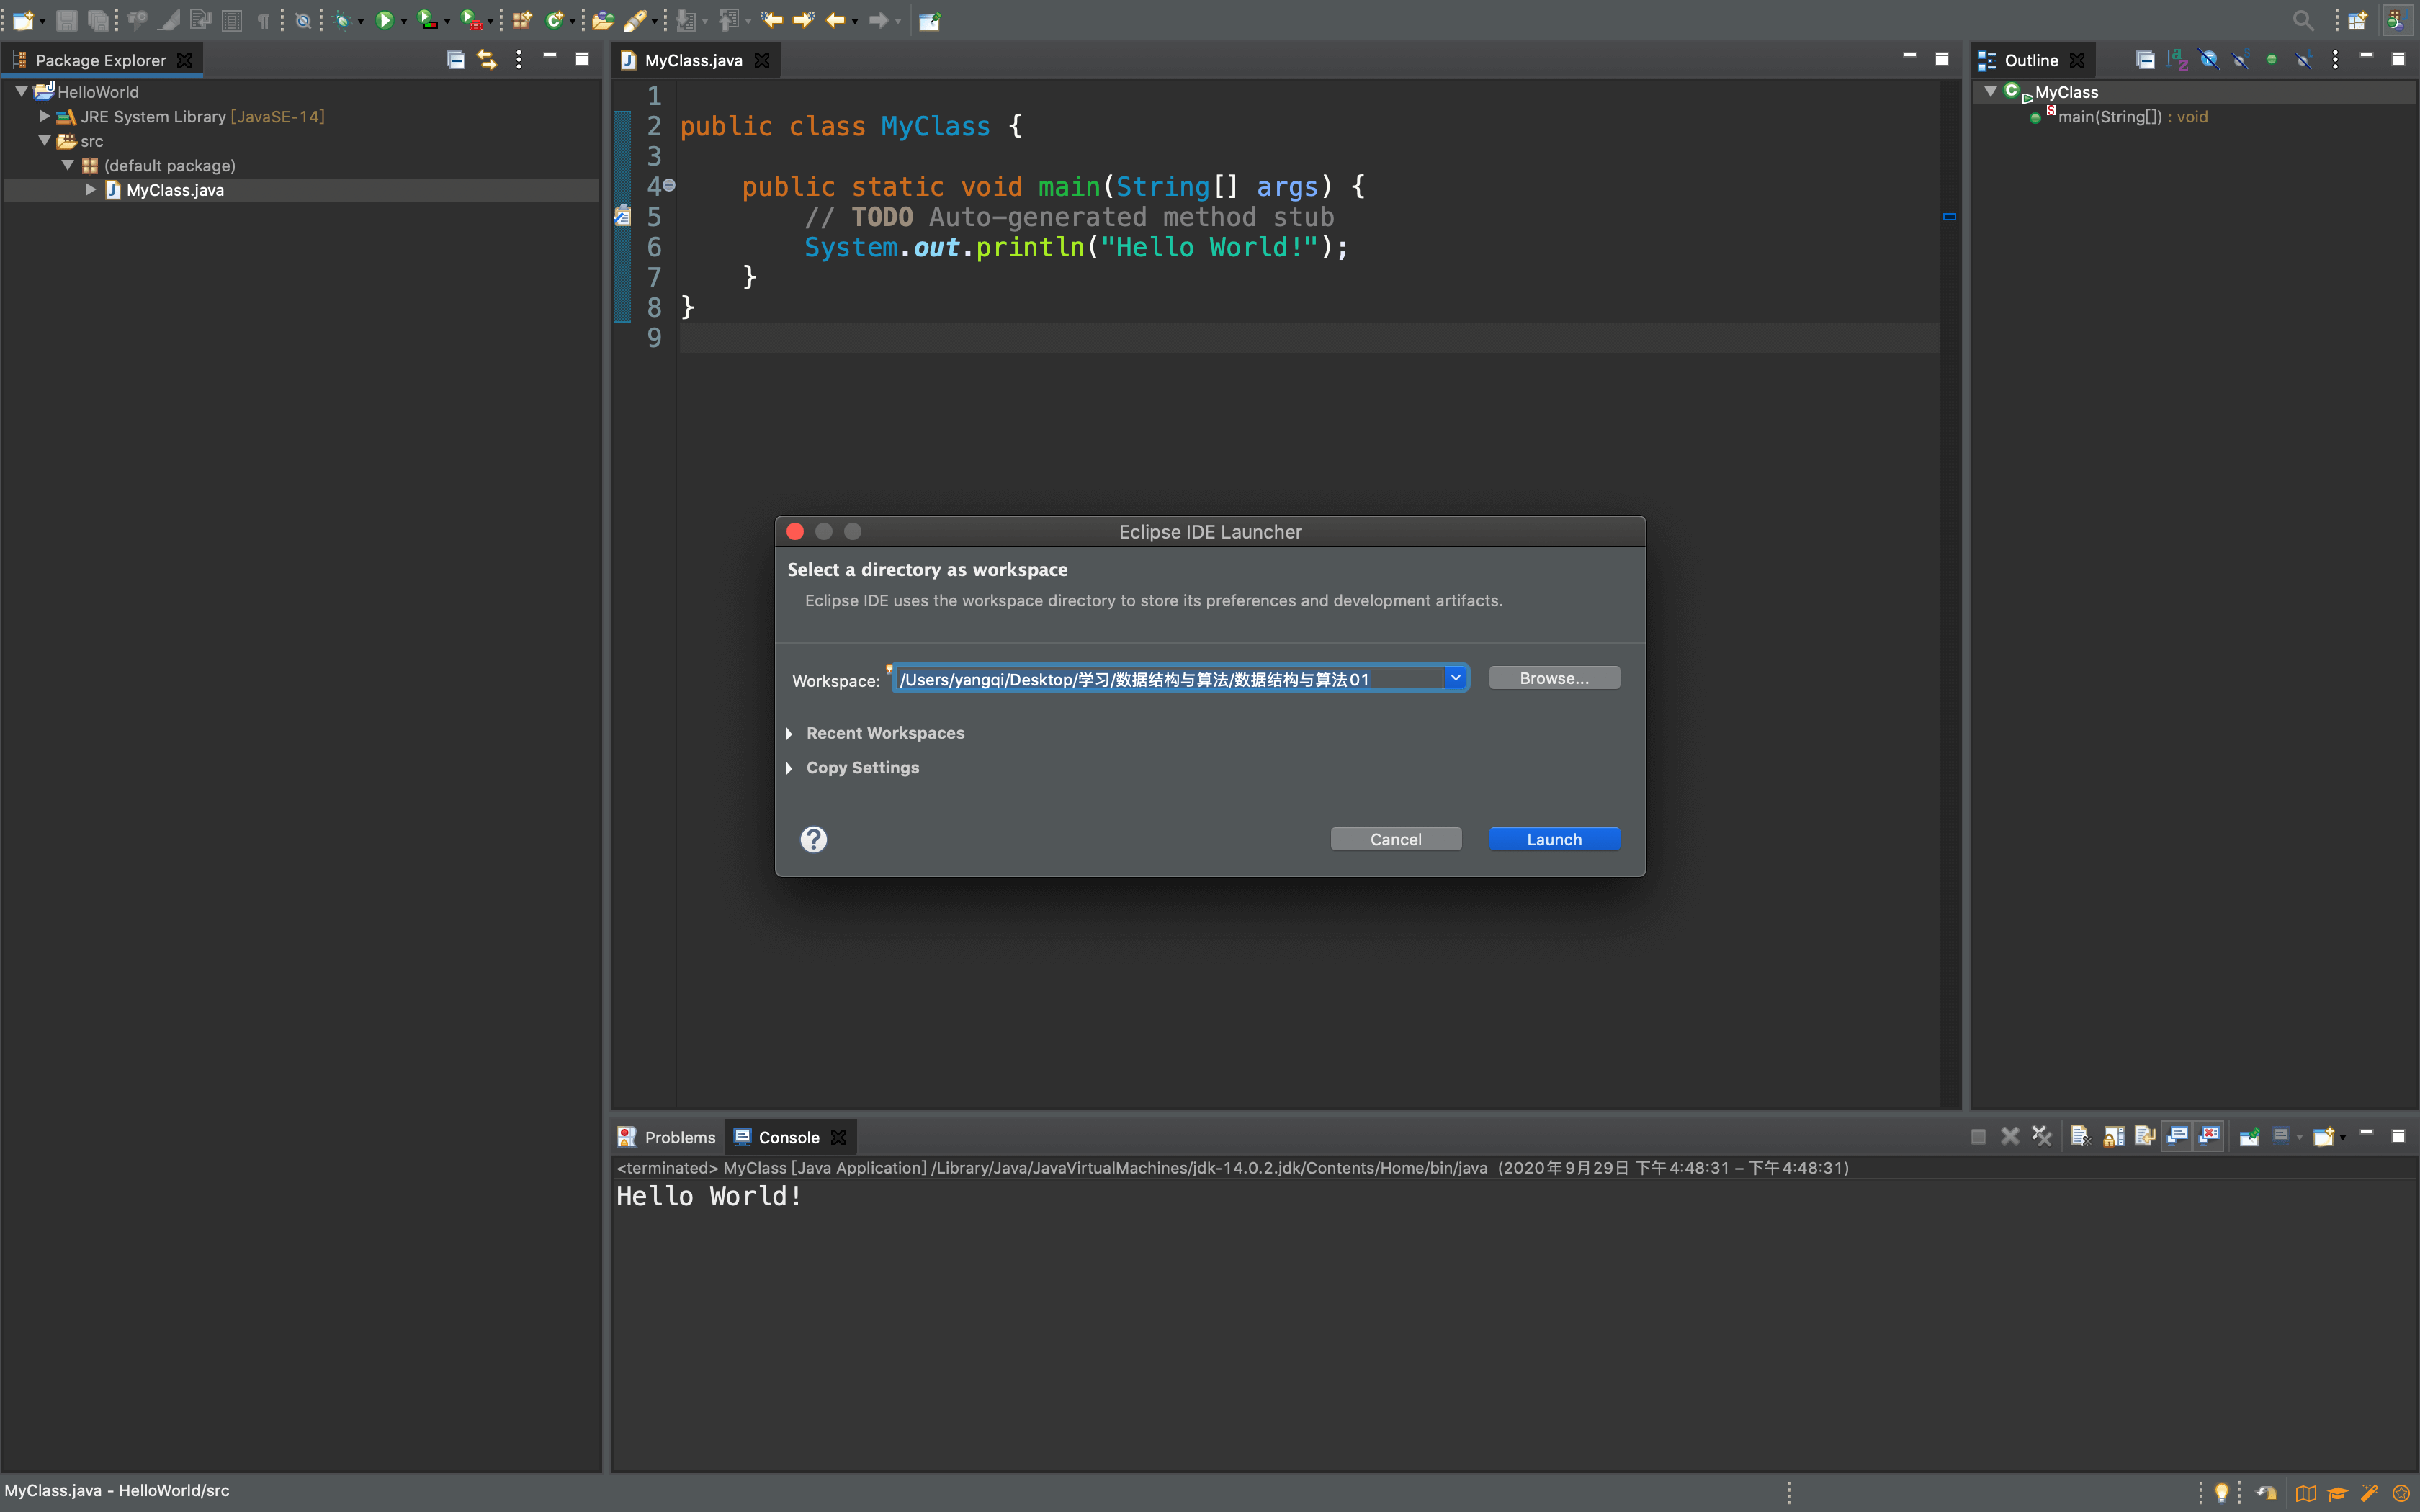 Package Explorer
HelloWorld
JRE System Library [JavaSE-14]
src
(default package)
MyClass.java
MyClass.java
1
2 public class MyClass {
3
4 public static void main(String[] args) {
5 // TODO Auto-generated method stub
6 System.out.println("Hello World!");
7 }
8 }
9
Outline
MyClass
main(String[]) : void
Eclipse IDE Launcher
Select a directory as workspace
Eclipse IDE uses the workspace directory to store its preferences and development artifacts.
Workspace: /Users/yangqi/Desktop/学习/数据结构与算法/数据结构与算法01 Browse...
Recent Workspaces
Copy Settings
Cancel Launch
Problems Console
<terminated> MyClass [Java Application] /Library/Java/JavaVirtualMachines/jdk-14.0.2.jdk/Contents/Home/bin/java (2020年9月29日 下午4:48:31 – 下午4:48:31)
Hello World!
MyClass.java - HelloWorld/src